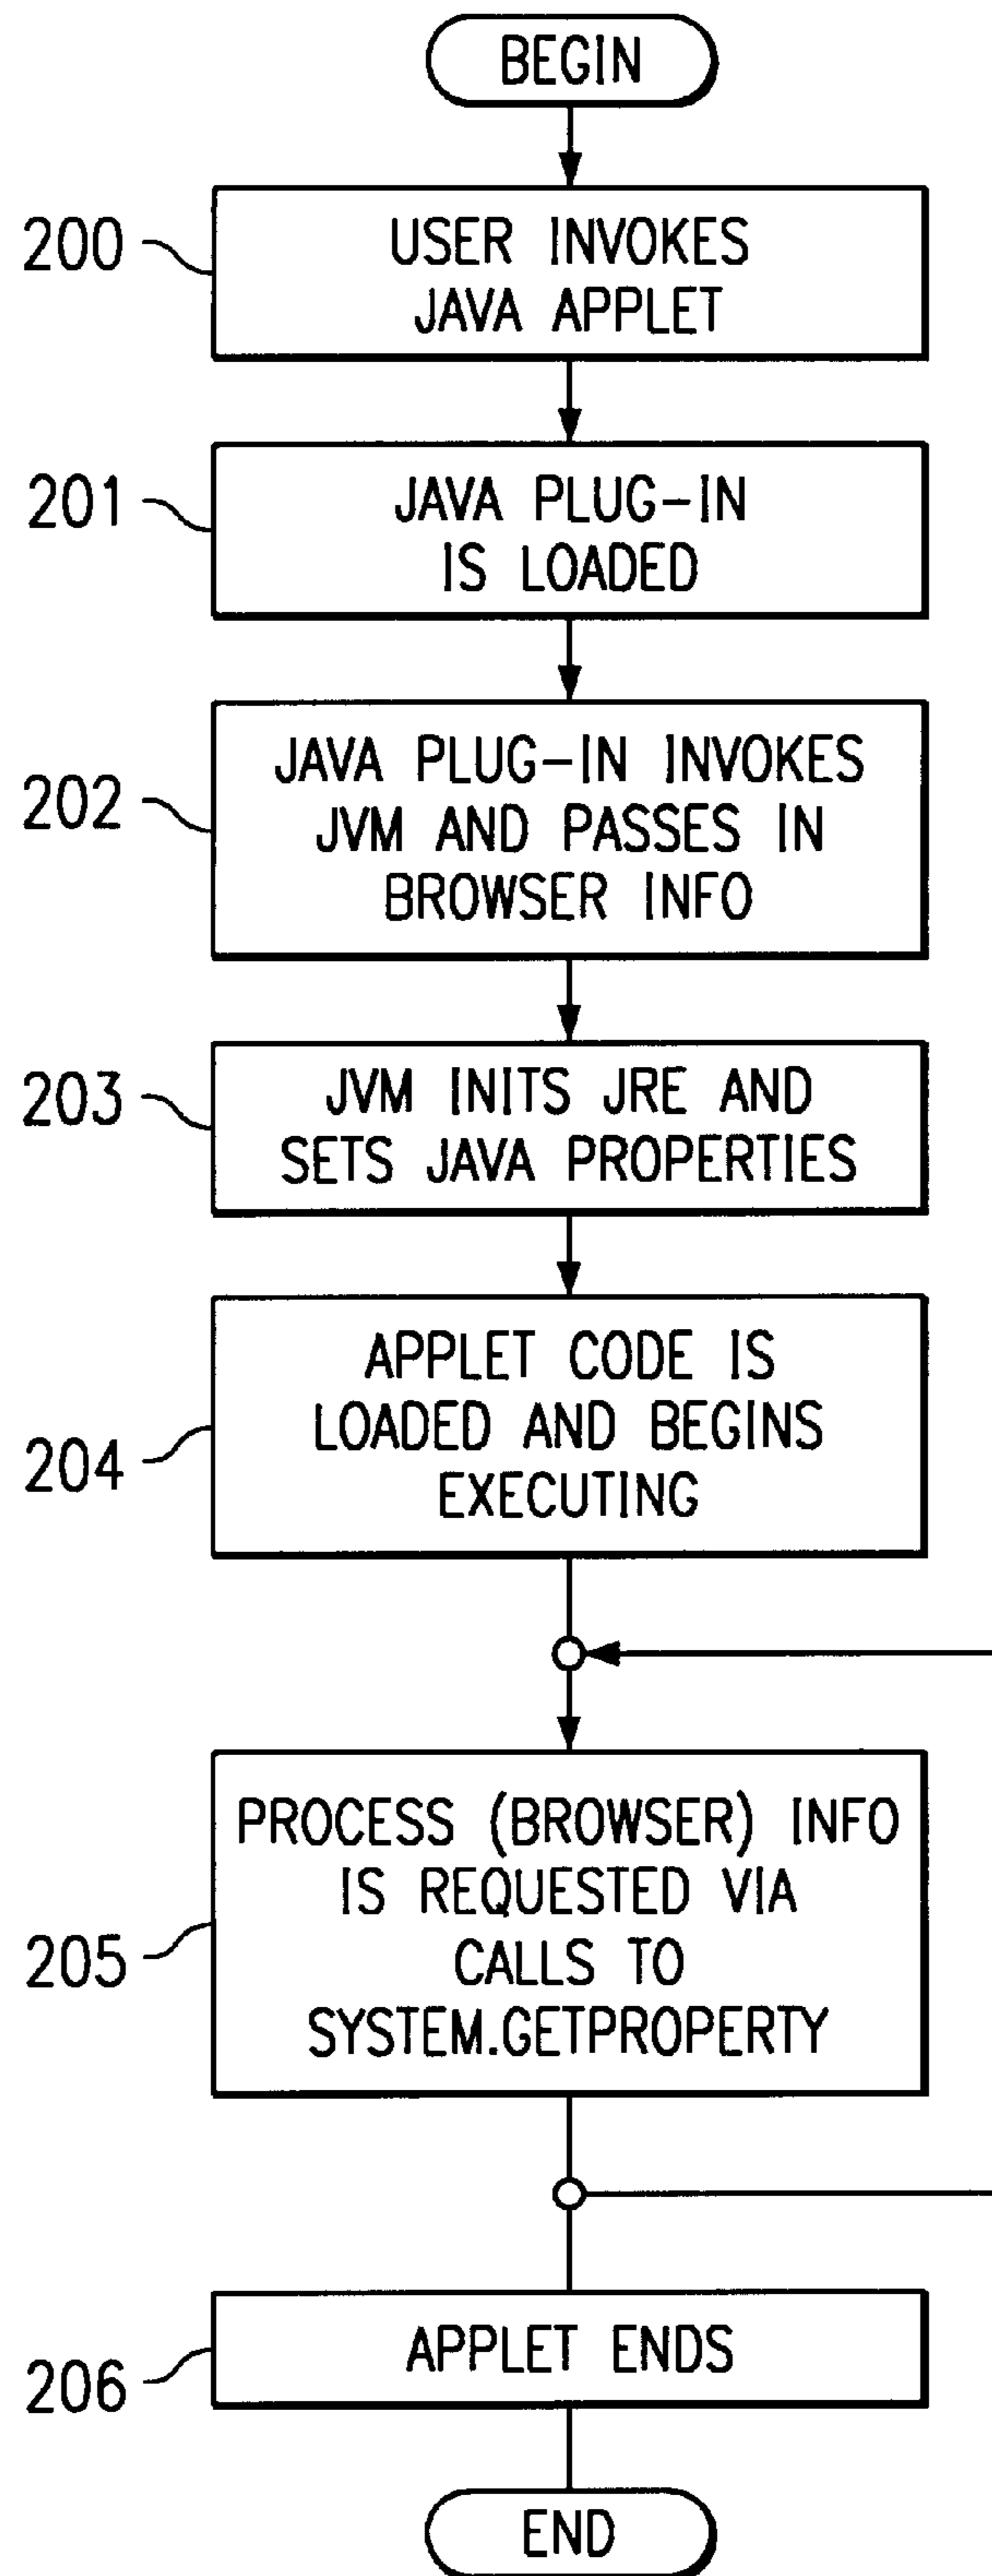 BEGIN
200
USER INVOKES
JAVA APPLET
201
JAVA PLUG-IN
IS LOADED
202
JAVA PLUG-IN INVOKES
JVM AND PASSES IN
BROWSER INFO
203
JVM INITS JRE AND
SETS JAVA PROPERTIES
204
APPLET CODE IS
LOADED AND BEGINS
EXECUTING
205
PROCESS (BROWSER) INFO
IS REQUESTED VIA
CALLS TO
SYSTEM.GETPROPERTY
206
APPLET ENDS
END